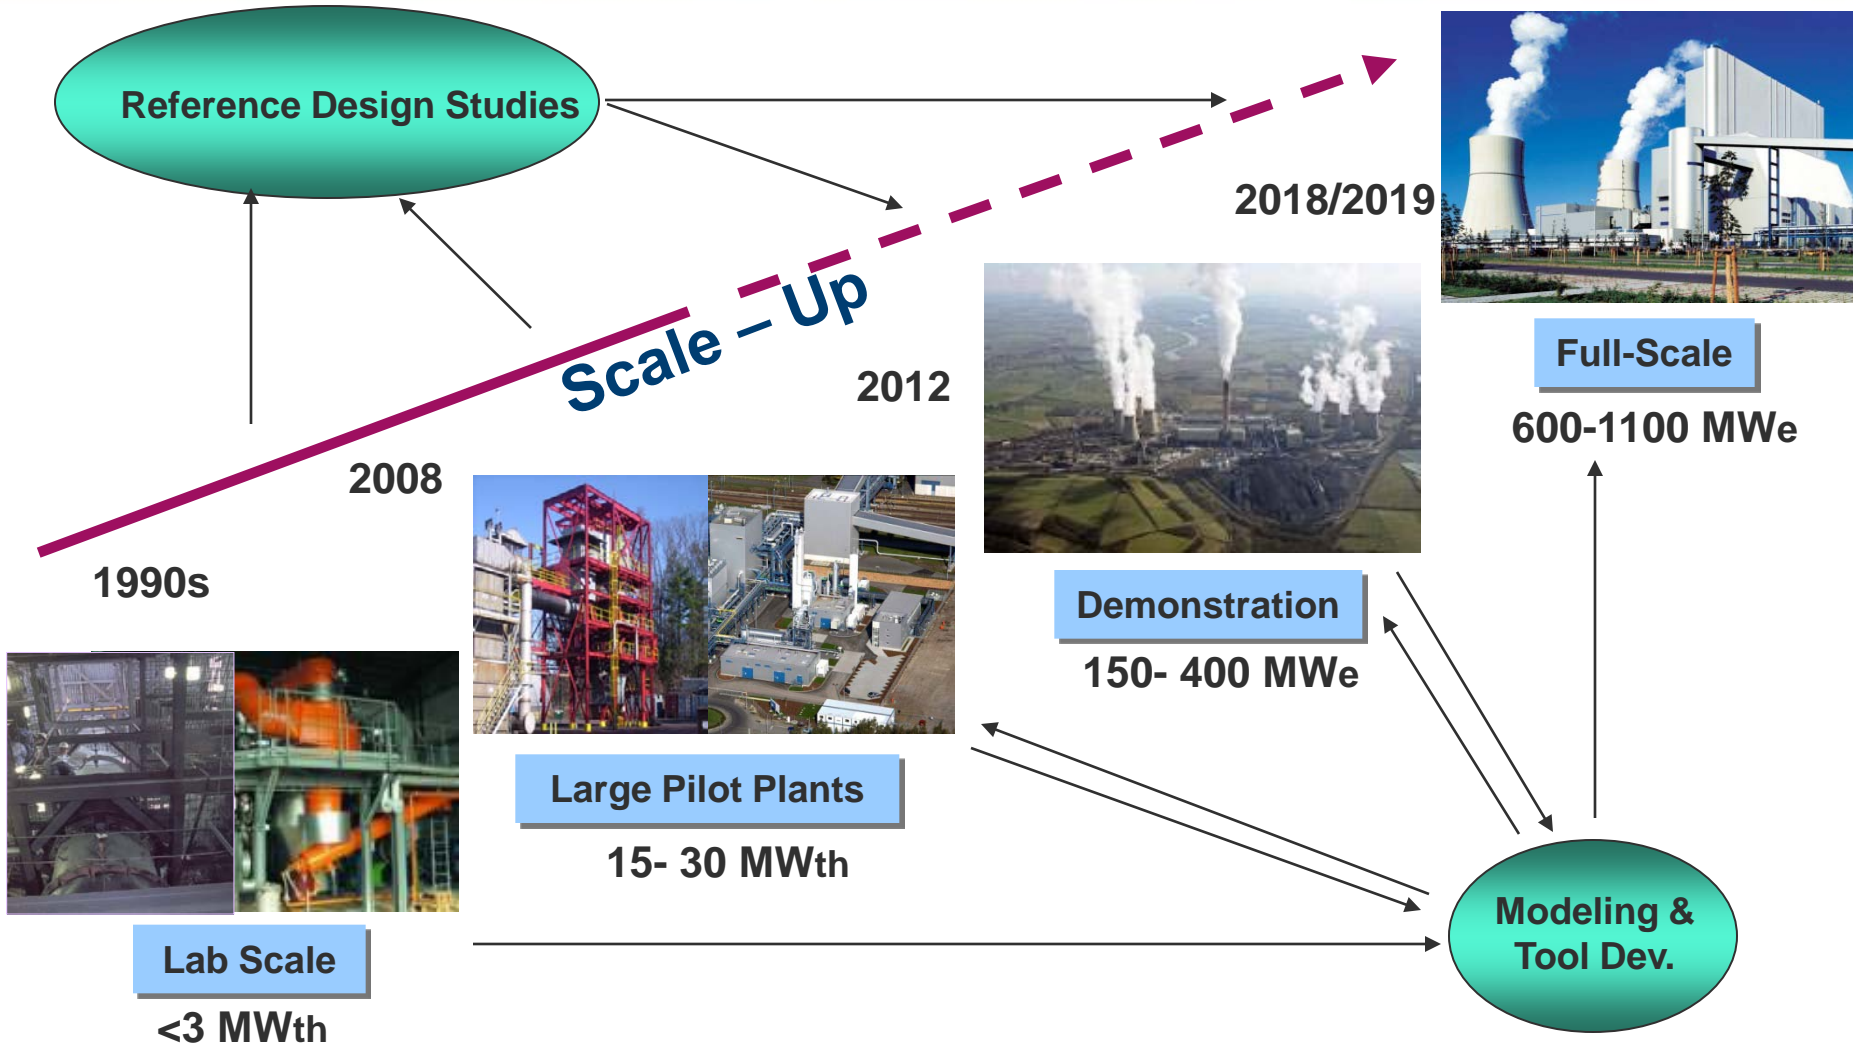 Reference Design Studies
Scale – Up
1990s
2008
2012
2018/2019
Lab Scale
<3 MWth
Large Pilot Plants
15- 30 MWth
Demonstration
150- 400 MWe
Full-Scale
600-1100 MWe
Modeling &
Tool Dev.